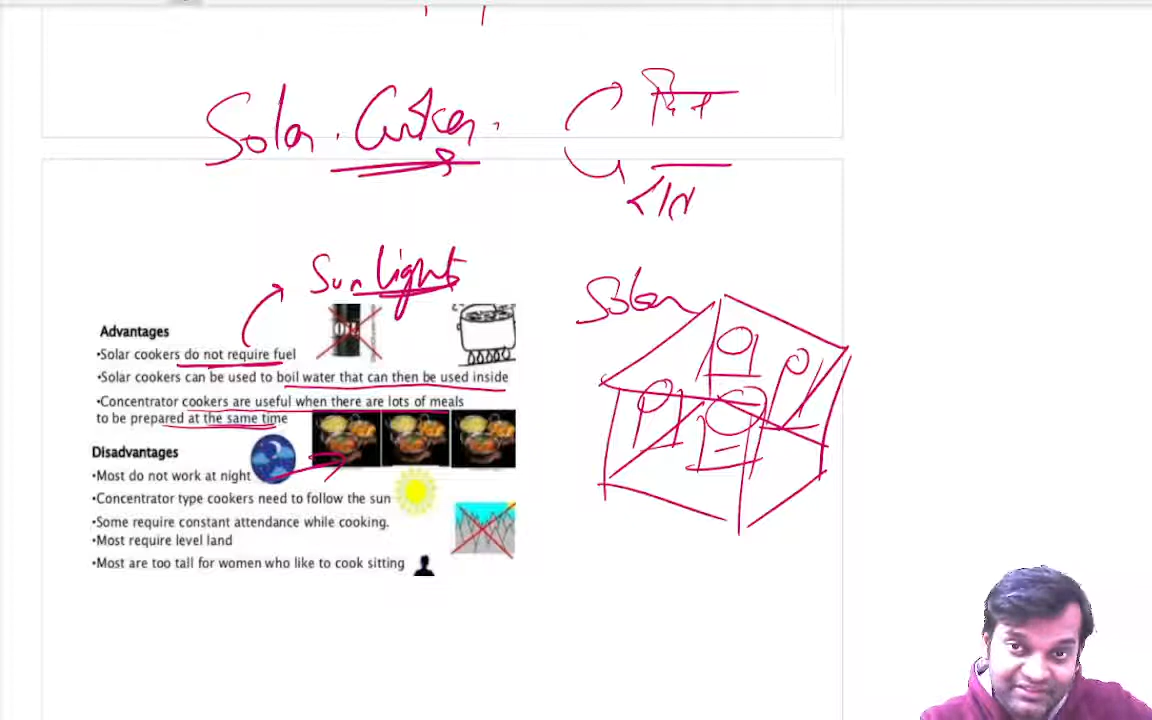 Solar Cooker
दिन
रात
Sun light
Solar
Advantages
•Solar cookers do not require fuel
•Solar cookers can be used to boil water that can then be used inside
•Concentrator cookers are useful when there are lots of meals
to be prepared at the same time
Disadvantages
•Most do not work at night
•Concentrator type cookers need to follow the sun
•Some require constant attendance while cooking.
•Most require level land
•Most are too tall for women who like to cook sitting